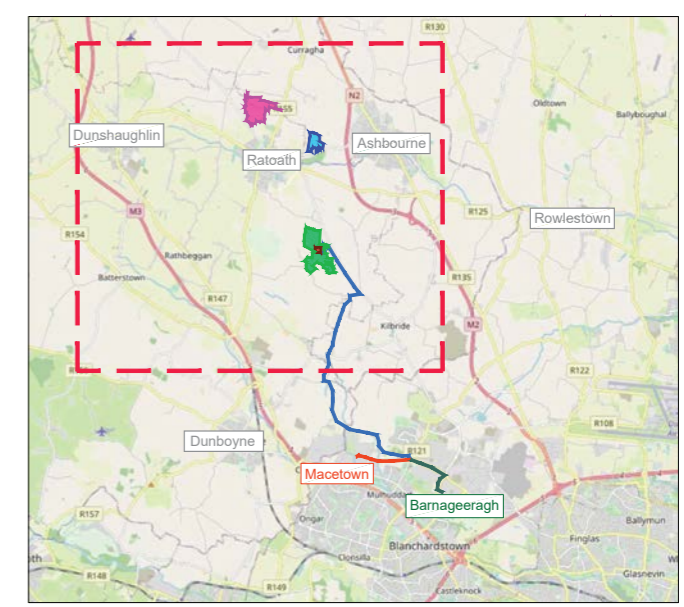 R130
Curragha
N2
Oldtown
Ballyboughal
R155
Dunshaughlin
Ashbourne
Ratoath
M3
R125
Rowlestown
R154
Rathbeggan
Batterstown
R135
R147
Kilbride
M2
R122
R108
Dunboyne
R121
Macetown
Barnageeragh
R157
Ongar
Ballymun
Finglas
Blanchardstown
Clonsilla
Glasnevin
R148
R149
Castleknock